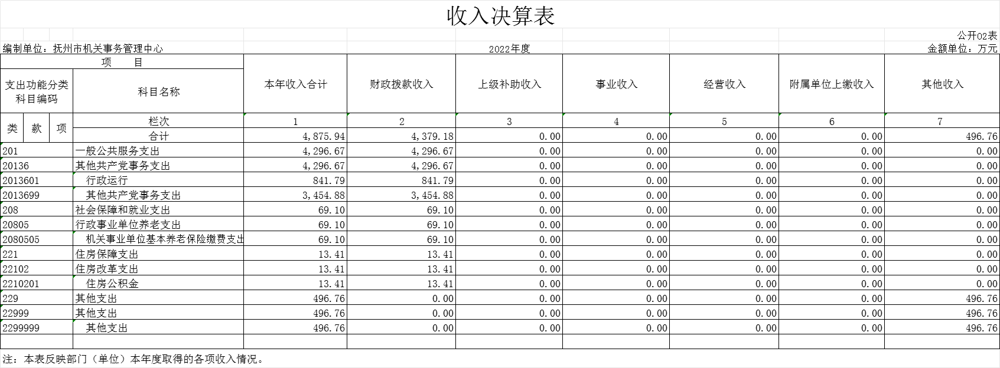 收入决算表
公开02表
编制单位：抚州市机关事务管理中心 2022年度 金额单位：万元
项 目 本年收入合计 财政拨款收入 上级补助收入 事业收入 经营收入 附属单位上缴收入 其他收入
支出功能分类科目编码 科目名称
类 款 项 栏次 1 2 3 4 5 6 7
合计 4,875.94 4,379.18 0.00 0.00 0.00 0.00 496.76
201 一般公共服务支出 4,296.67 4,296.67 0.00 0.00 0.00 0.00 0.00
20136 其他共产党事务支出 4,296.67 4,296.67 0.00 0.00 0.00 0.00 0.00
2013601 行政运行 841.79 841.79 0.00 0.00 0.00 0.00 0.00
2013699 其他共产党事务支出 3,454.88 3,454.88 0.00 0.00 0.00 0.00 0.00
208 社会保障和就业支出 69.10 69.10 0.00 0.00 0.00 0.00 0.00
20805 行政事业单位养老支出 69.10 69.10 0.00 0.00 0.00 0.00 0.00
2080505 机关事业单位基本养老保险缴费支出 69.10 69.10 0.00 0.00 0.00 0.00 0.00
221 住房保障支出 13.41 13.41 0.00 0.00 0.00 0.00 0.00
22102 住房改革支出 13.41 13.41 0.00 0.00 0.00 0.00 0.00
2210201 住房公积金 13.41 13.41 0.00 0.00 0.00 0.00 0.00
229 其他支出 496.76 0.00 0.00 0.00 0.00 0.00 496.76
22999 其他支出 496.76 0.00 0.00 0.00 0.00 0.00 496.76
2299999 其他支出 496.76 0.00 0.00 0.00 0.00 0.00 496.76
注：本表反映部门（单位）本年度取得的各项收入情况。